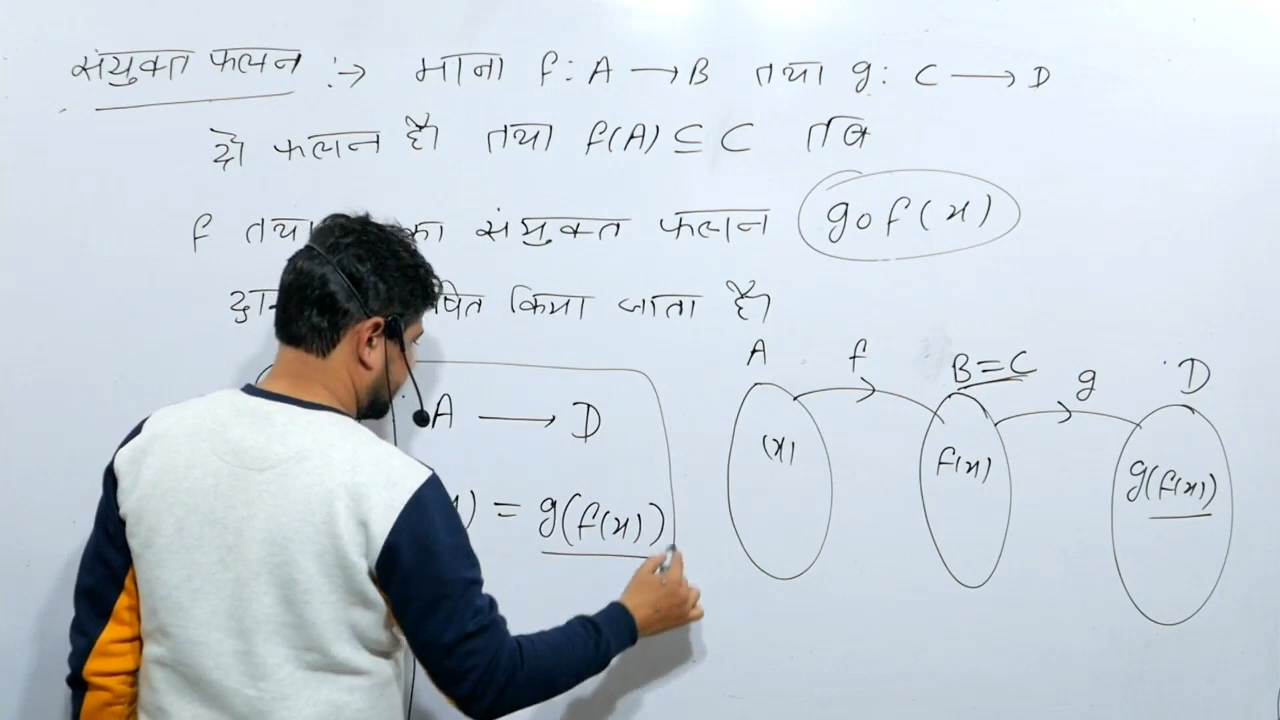 संयुक्त फलन :→ माना f: A → B तथा g: C → D
दो फलन है। तथा f(A) ⊆ C तब
f तथा का संयुक्त फलन gof(x)
किया जाता है।
A → D
) = g(f(x))
A f B=C g D
(x) f(x) g(f(x))